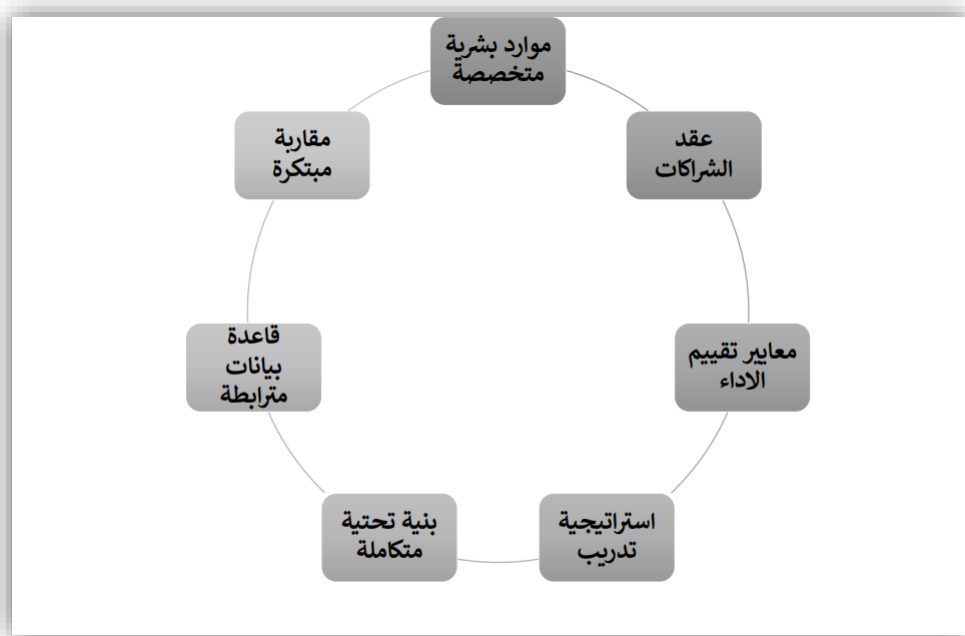 موارد بشرية
متخصصة
عقد
الشراكات
معايير تقييم
الاداء
استراتيجية
تدريب
بنية تحتية
متكاملة
قاعدة
بيانات
مترابطة
مقاربة
مبتكرة